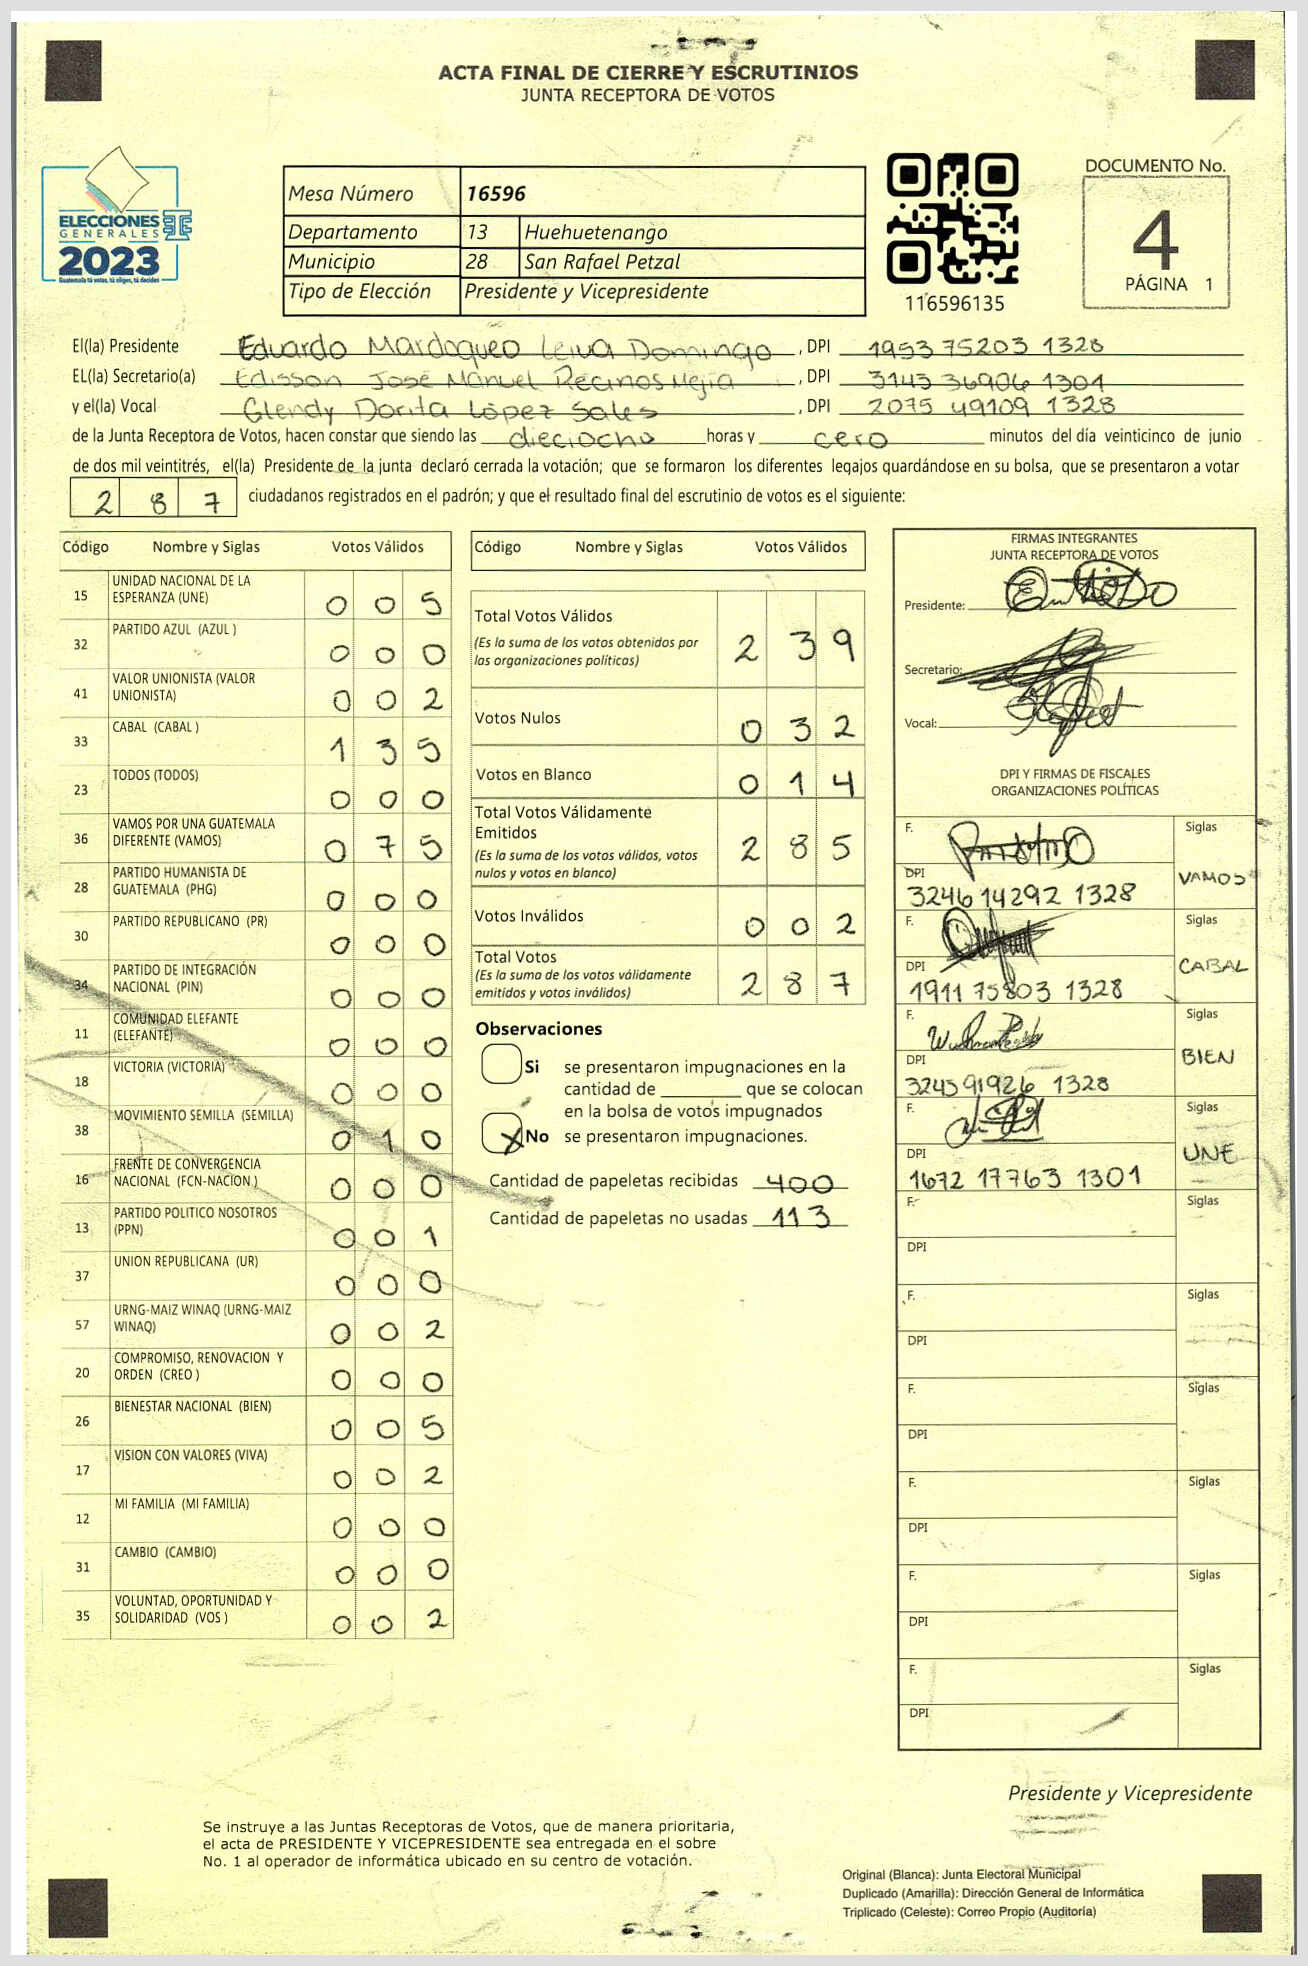 ACTA FINAL DE CIERRE Y ESCRUTINIOS
JUNTA RECEPTORA DE VOTOS
ELECCIONES
GENERALES
2023
Guatemala tú votas, tú eliges, tú decides
Mesa Número 16596
Departamento 13 Huehuetenango
Municipio 28 San Rafael Petzal
Tipo de Elección Presidente y Vicepresidente
116596135
DOCUMENTO No.
4
PÁGINA 1
El(la) Presidente Eduardo Mardoqueo Leiva Domingo, DPI 1953 75203 1328
EL(la) Secretario(a) Edisson José Manuel Recinos Mejía, DPI 3143 36906 1301
y el(la) Vocal Glendy Dorita López Sales, DPI 2075 49109 1328
de la Junta Receptora de Votos, hacen constar que siendo las dieciocho horas y cero minutos del día veinticinco de junio
de dos mil veintitrés, el(la) Presidente de la junta declaró cerrada la votación; que se formaron los diferentes legajos guardándose en su bolsa, que se presentaron a votar
2 8 7 ciudadanos registrados en el padrón; y que el resultado final del escrutinio de votos es el siguiente:
Código Nombre y Siglas Votos Válidos
15 UNIDAD NACIONAL DE LA ESPERANZA (UNE) 0 0 5
32 PARTIDO AZUL (AZUL ) 0 0 0
41 VALOR UNIONISTA (VALOR UNIONISTA) 0 0 2
33 CABAL (CABAL ) 1 3 5
23 TODOS (TODOS) 0 0 0
36 VAMOS POR UNA GUATEMALA DIFERENTE (VAMOS) 0 7 5
28 PARTIDO HUMANISTA DE GUATEMALA (PHG) 0 0 0
30 PARTIDO REPUBLICANO (PR) 0 0 0
34 PARTIDO DE INTEGRACIÓN NACIONAL (PIN) 0 0 0
11 COMUNIDAD ELEFANTE (ELEFANTE) 0 0 0
18 VICTORIA (VICTORIA) 0 0 0
38 MOVIMIENTO SEMILLA (SEMILLA) 0 1 0
16 FRENTE DE CONVERGENCIA NACIONAL (FCN-NACION ) 0 0 0
13 PARTIDO POLITICO NOSOTROS (PPN) 0 0 1
37 UNION REPUBLICANA (UR) 0 0 0
57 URNG-MAIZ WINAQ (URNG-MAIZ WINAQ) 0 0 2
20 COMPROMISO, RENOVACION Y ORDEN (CREO ) 0 0 0
26 BIENESTAR NACIONAL (BIEN) 0 0 5
17 VISION CON VALORES (VIVA) 0 0 2
12 MI FAMILIA (MI FAMILIA) 0 0 0
31 CAMBIO (CAMBIO) 0 0 0
35 VOLUNTAD, OPORTUNIDAD Y SOLIDARIDAD (VOS ) 0 0 2
Código Nombre y Siglas Votos Válidos
Total Votos Válidos 2 3 9
(Es la suma de los votos obtenidos por
las organizaciones políticas)
Votos Nulos 0 3 2
Votos en Blanco 0 1 4
Total Votos Válidamente
Emitidos 2 8 5
(Es la suma de los votos válidos, votos
nulos y votos en blanco)
Votos Inválidos 0 0 2
Total Votos 2 8 7
(Es la suma de los votos válidamente
emitidos y votos inválidos)
Observaciones
Si se presentaron impugnaciones en la
cantidad de ________ que se colocan
en la bolsa de votos impugnados
X No se presentaron impugnaciones.
Cantidad de papeletas recibidas 400
Cantidad de papeletas no usadas 113
FIRMAS INTEGRANTES
JUNTA RECEPTORA DE VOTOS
Presidente:
Secretario:
Vocal:
DPI Y FIRMAS DE FISCALES
ORGANIZACIONES POLÍTICAS
F. Siglas
VAMOS
DPI
3246 14292 1328
F. Siglas
CABAL
DPI
1911 75803 1328
F. Siglas
BIEN
DPI
3245 91926 1328
F. Siglas
UNE
DPI
1672 17763 1301
F. Siglas
DPI
F. Siglas
DPI
F. Siglas
DPI
F. Siglas
DPI
F. Siglas
DPI
F. Siglas
DPI
Presidente y Vicepresidente
Se instruye a las Juntas Receptoras de Votos, que de manera prioritaria,
el acta de PRESIDENTE Y VICEPRESIDENTE sea entregada en el sobre
No. 1 al operador de informática ubicado en su centro de votación.
Original (Blanca): Junta Electoral Municipal
Duplicado (Amarilla): Dirección General de Informática
Triplicado (Celeste): Correo Propio (Auditoría)